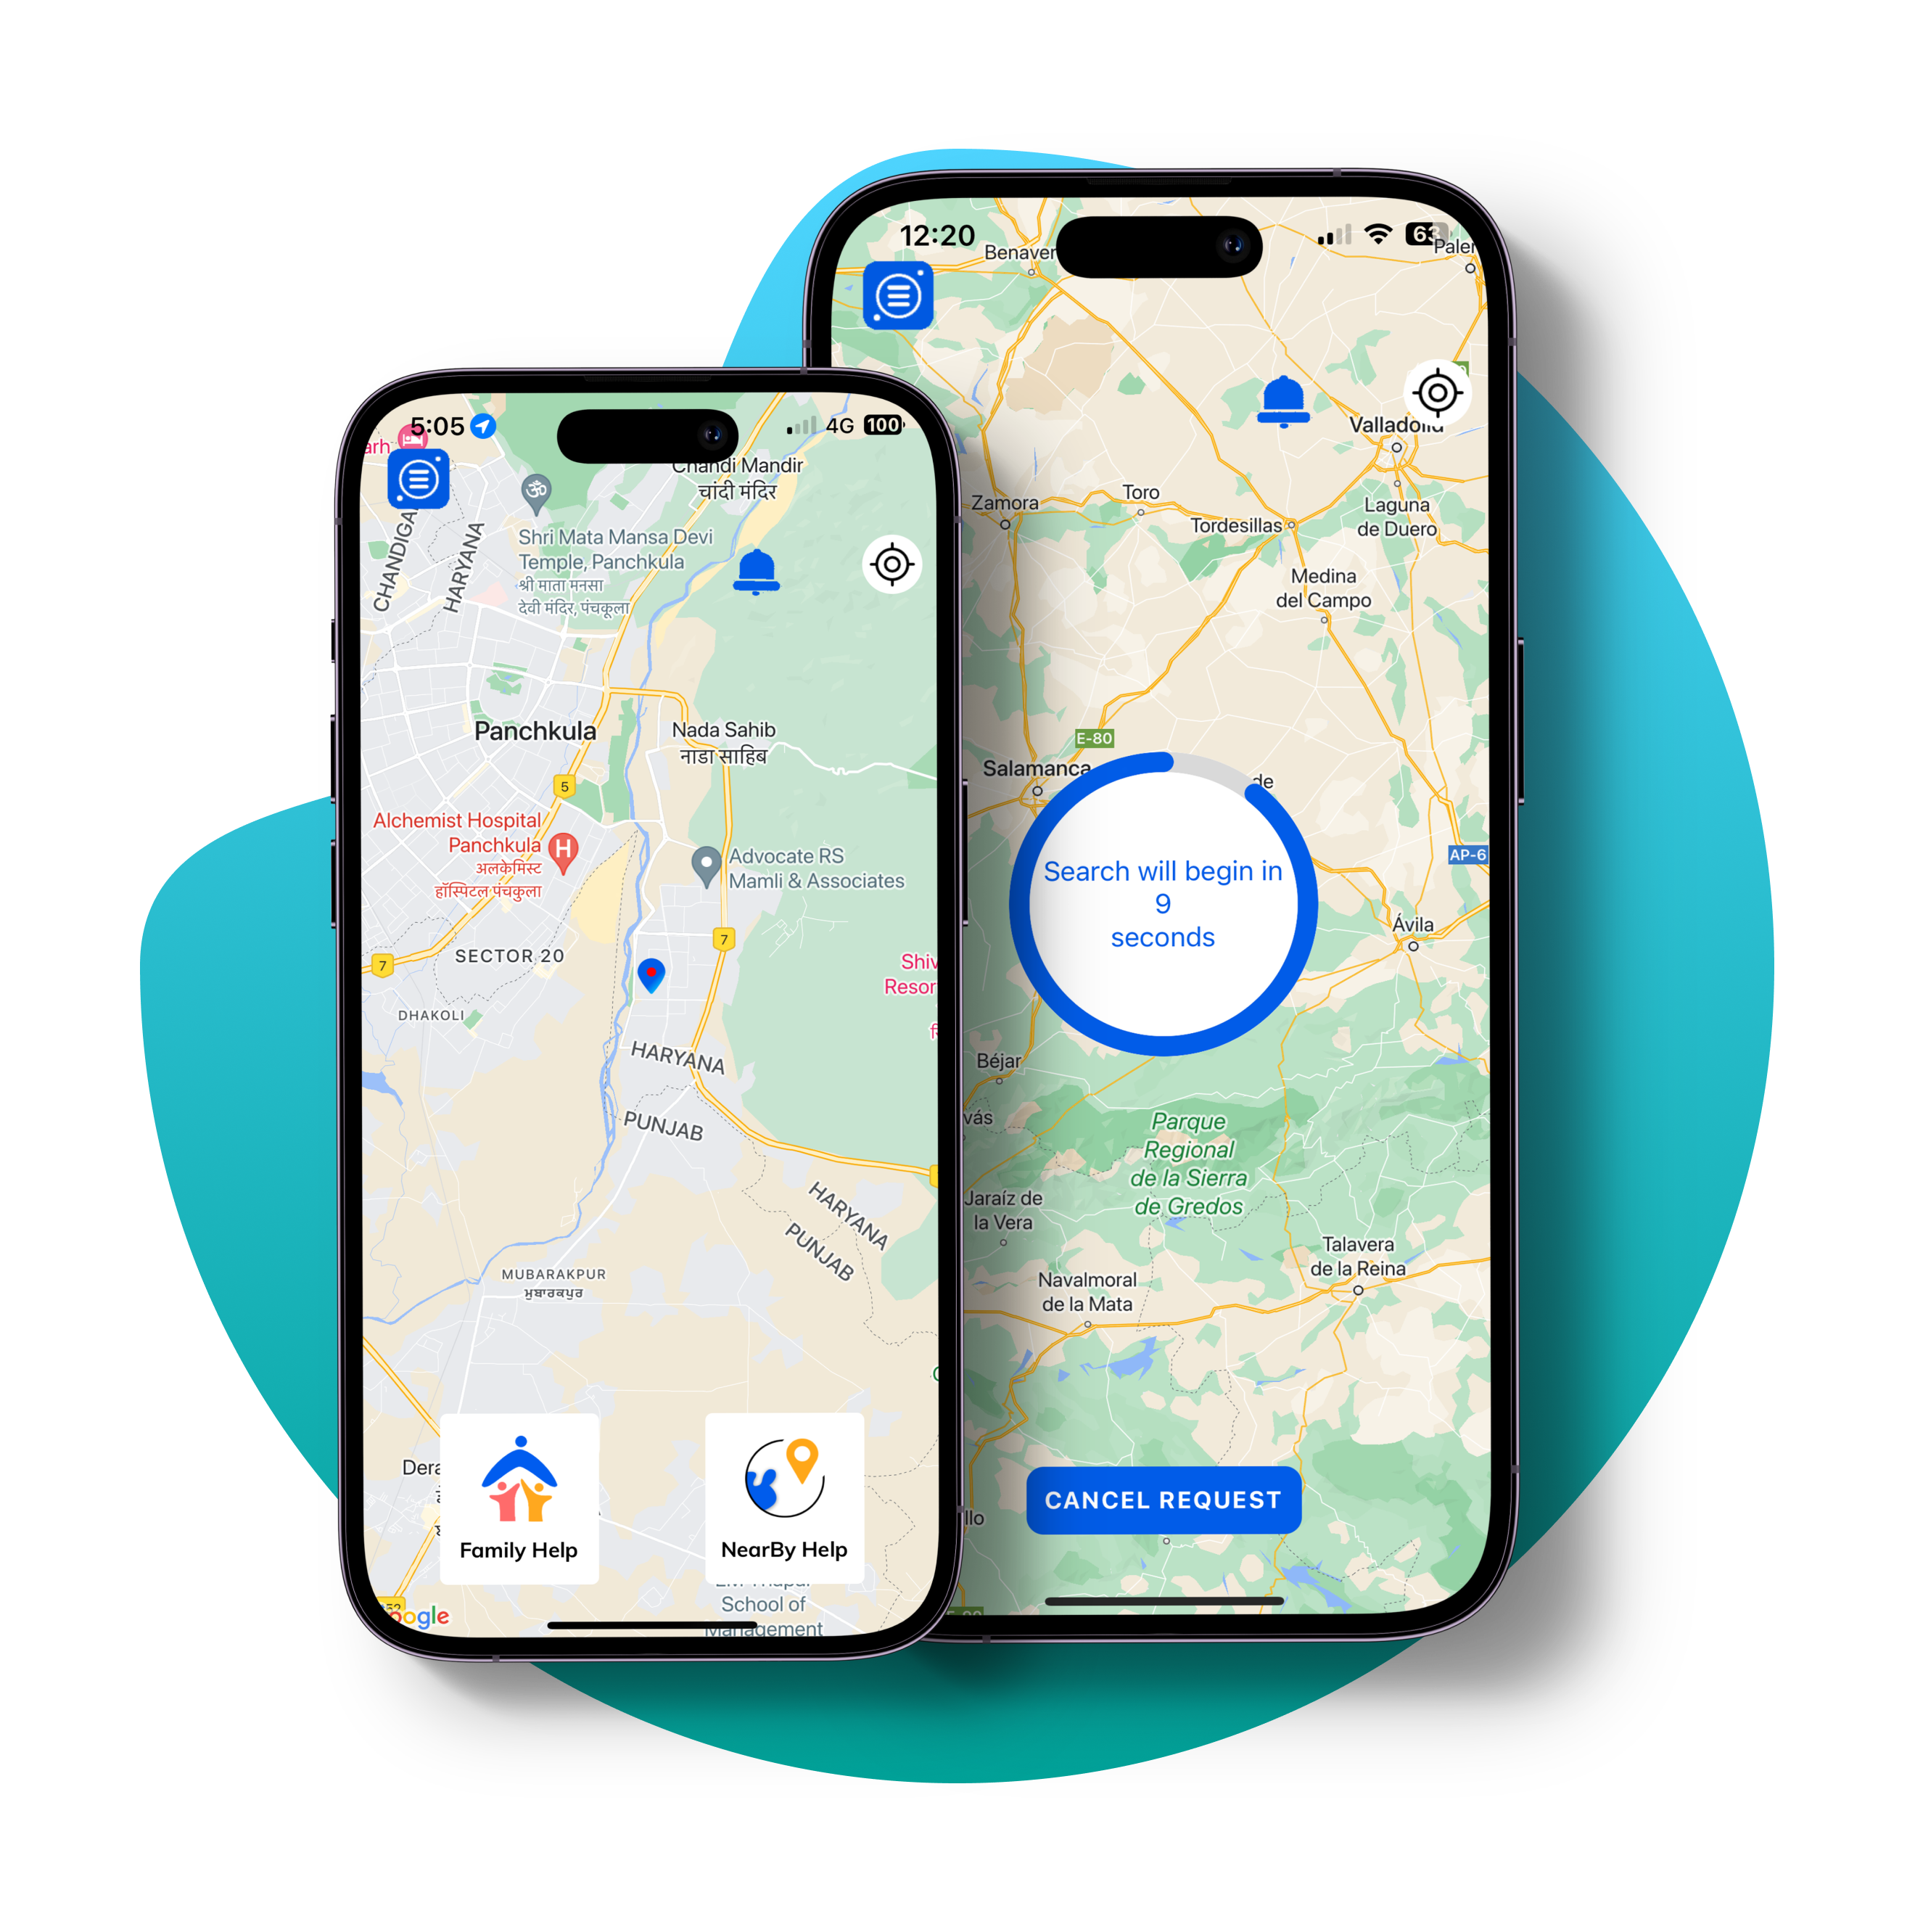 5:05
4G
100
arh
Chandi Mandir
चांदी मंदिर
CHANDIGA
HARYANA
Shri Mata Mansa Devi
Temple, Panchkula
श्री माता मनसा
देवी मंदिर, पंचकूला
Panchkula
Nada Sahib
नाडा साहिब
5
Alchemist Hospital
Panchkula
अलकेमिस्ट
हॉस्पिटल पंचकुला
H
Advocate RS
Mamli & Associates
7
7
SECTOR 20
Shiv
Resor
DHAKOLI
HARYANA
PUNJAB
HARYANA
PUNJAB
MUBARAKPUR
ਮੁਬਾਰਕਪੁਰ
Dera
Family Help
NearBy Help
School of
Management
52
oogle
12:20
63
Benaver
Paler
Valladolid
Zamora
Toro
Tordesillas
Laguna
de Duero
Medina
del Campo
E-80
Salamanca
de
Search will begin in
9
seconds
AP-6
Ávila
Béjar
vás
Parque
Regional
de la Sierra
de Gredos
Jaraíz de
la Vera
Talavera
de la Reina
Navalmoral
de la Mata
CANCEL REQUEST
llo